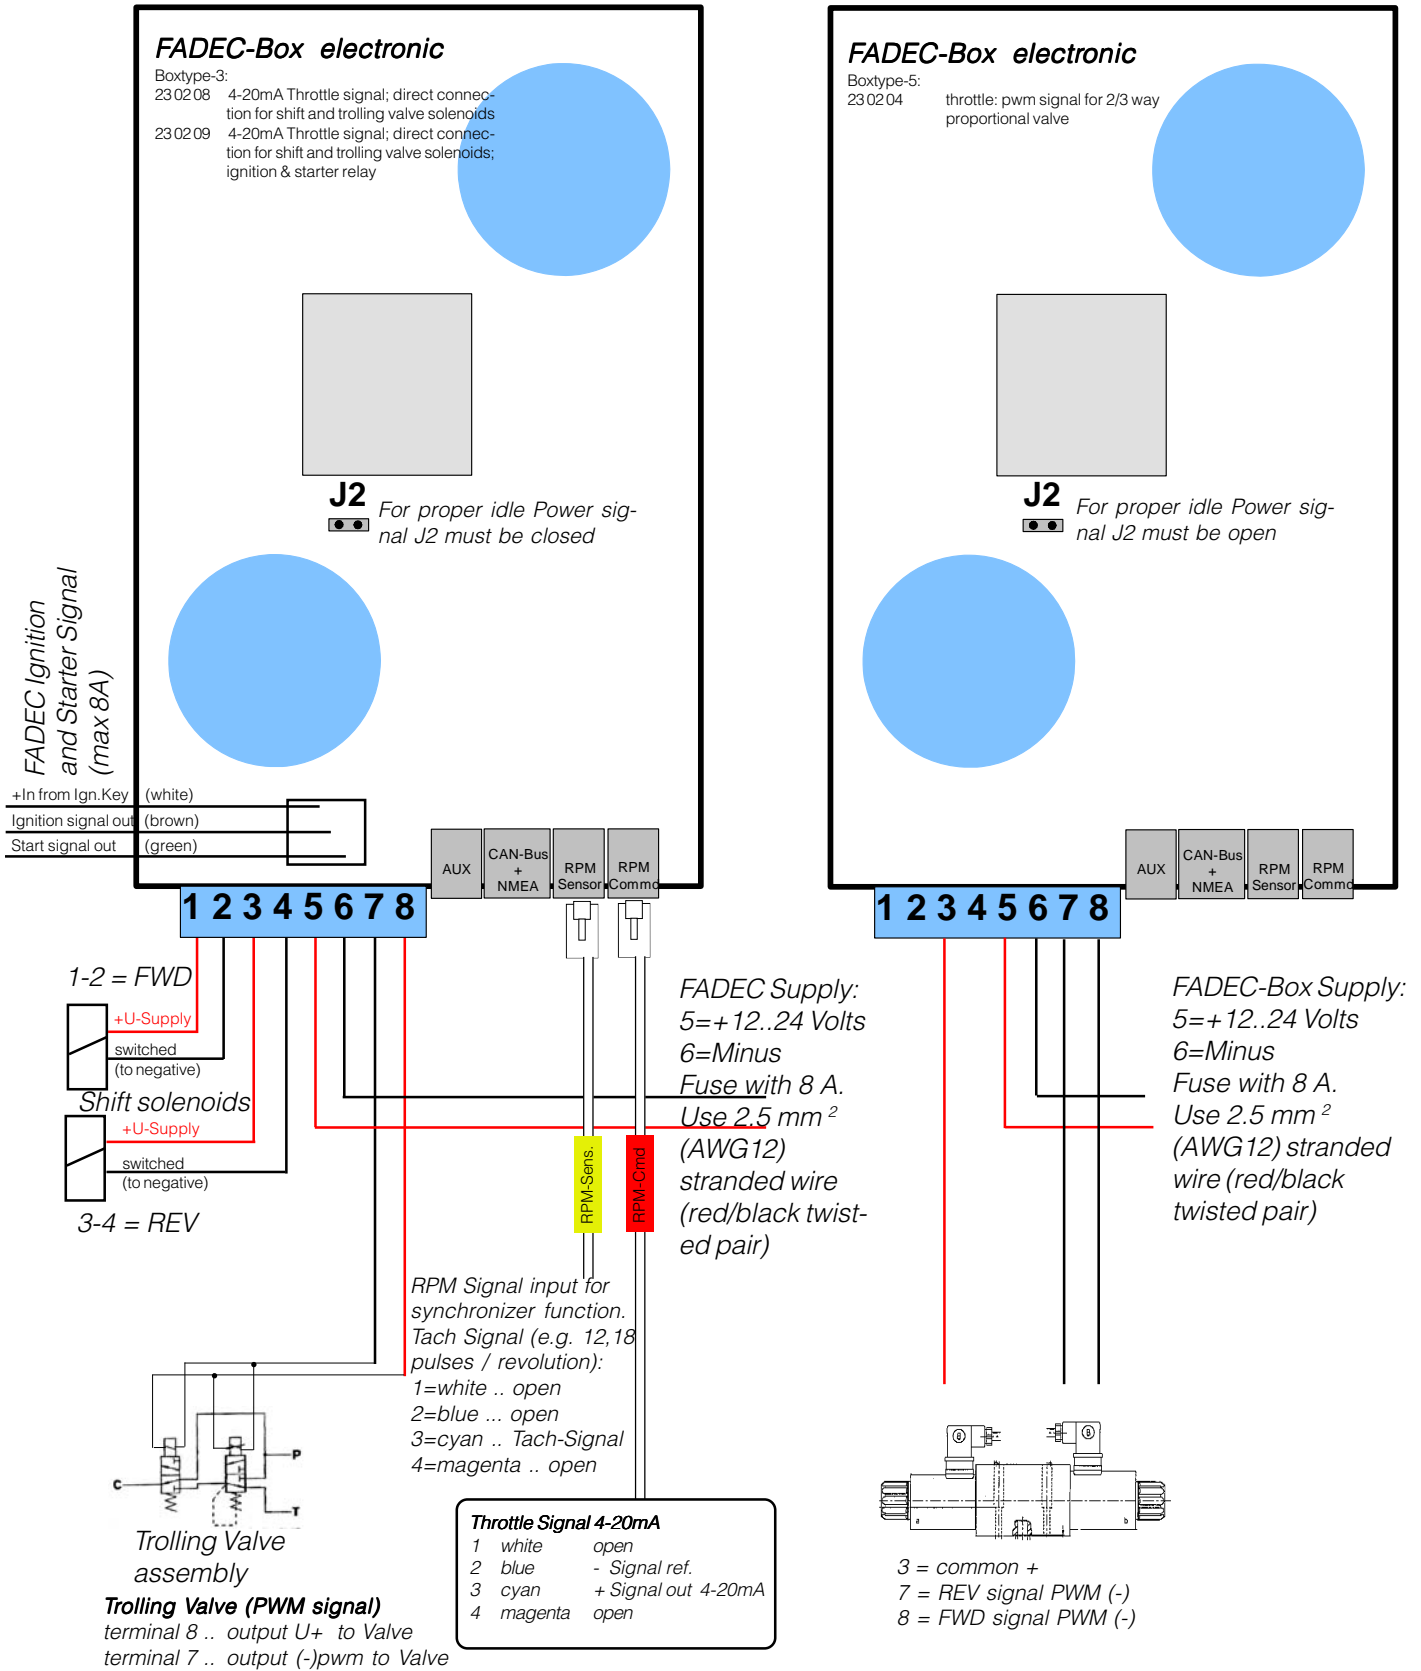 FADEC-Box electronic
Boxtype-3:
23 02 08 4-20mA Throttle signal; direct connec-
tion for shift and trolling valve solenoids
23 02 09 4-20mA Throttle signal; direct connec-
tion for shift and trolling valve solenoids;
ignition & starter relay
J2
For proper idle Power sig-
nal J2 must be closed
FADEC Ignition
and Starter Signal
(max 8A)
+In from Ign.Key (white)
Ignition signal out (brown)
Start signal out (green)
AUX
CAN-Bus
+
NMEA
RPM
Sensor
RPM
Commd
1 2 3 4 5 6 7 8
1-2 = FWD
+U-Supply
switched
(to negative)
Shift solenoids
+U-Supply
switched
(to negative)
3-4 = REV
FADEC Supply:
5=+12..24 Volts
6=Minus
Fuse with 8 A.
Use 2.5 mm ²
(AWG12)
stranded wire
(red/black twist-
ed pair)
RPM-Sens.
RPM-Cmd
RPM Signal input for
synchronizer function.
Tach Signal (e.g. 12,18
pulses / revolution):
1=white .. open
2=blue ... open
3=cyan .. Tach-Signal
4=magenta .. open
C
P
T
Trolling Valve
assembly
Trolling Valve (PWM signal)
terminal 8 .. output U+ to Valve
terminal 7 .. output (-)pwm to Valve
Throttle Signal 4-20mA
1 white open
2 blue - Signal ref.
3 cyan + Signal out 4-20mA
4 magenta open
FADEC-Box electronic
Boxtype-5:
23 02 04 throttle: pwm signal for 2/3 way
proportional valve
J2
For proper idle Power sig-
nal J2 must be open
AUX
CAN-Bus
+
NMEA
RPM
Sensor
RPM
Commd
1 2 3 4 5 6 7 8
FADEC-Box Supply:
5=+12..24 Volts
6=Minus
Fuse with 8 A.
Use 2.5 mm ²
(AWG12) stranded
wire (red/black
twisted pair)
a
b
3 = common +
7 = REV signal PWM (-)
8 = FWD signal PWM (-)